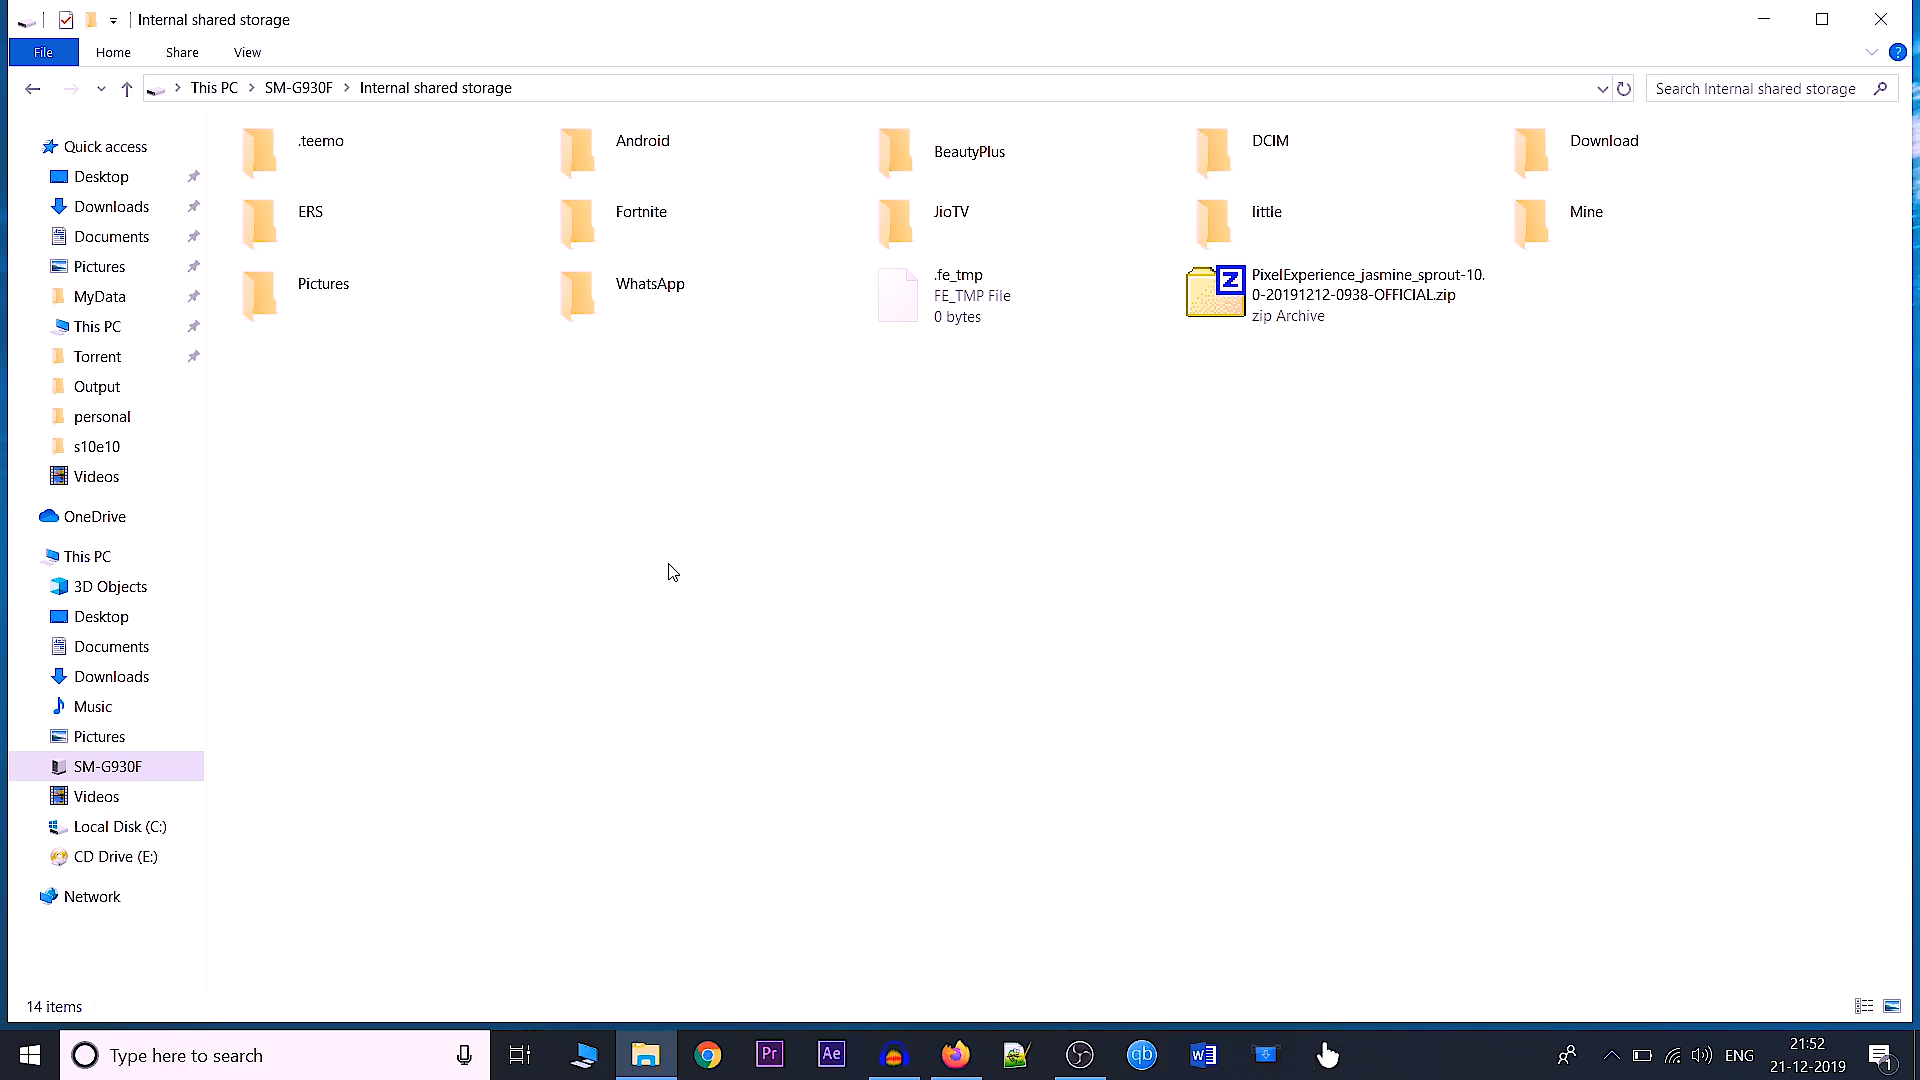 Internal shared storage
File Home Share View
This PC SM-G930F Internal shared storage
Search Internal shared storage
Quick access
Desktop
Downloads
Documents
Pictures
MyData
This PC
Torrent
Output
personal
s10e10
Videos
OneDrive
This PC
3D Objects
Desktop
Documents
Downloads
Music
Pictures
SM-G930F
Videos
Local Disk (C:)
CD Drive (E:)
Network
.teemo
Android
BeautyPlus
DCIM
Download
ERS
Fortnite
JioTV
little
Mine
Pictures
WhatsApp
.fe_tmp
FE_TMP File
0 bytes
PixelExperience_jasmine_sprout-10.
0-20191212-0938-OFFICIAL.zip
zip Archive
14 items
Type here to search
Pr
Ae
qb
ENG
21:52
21-12-2019
1